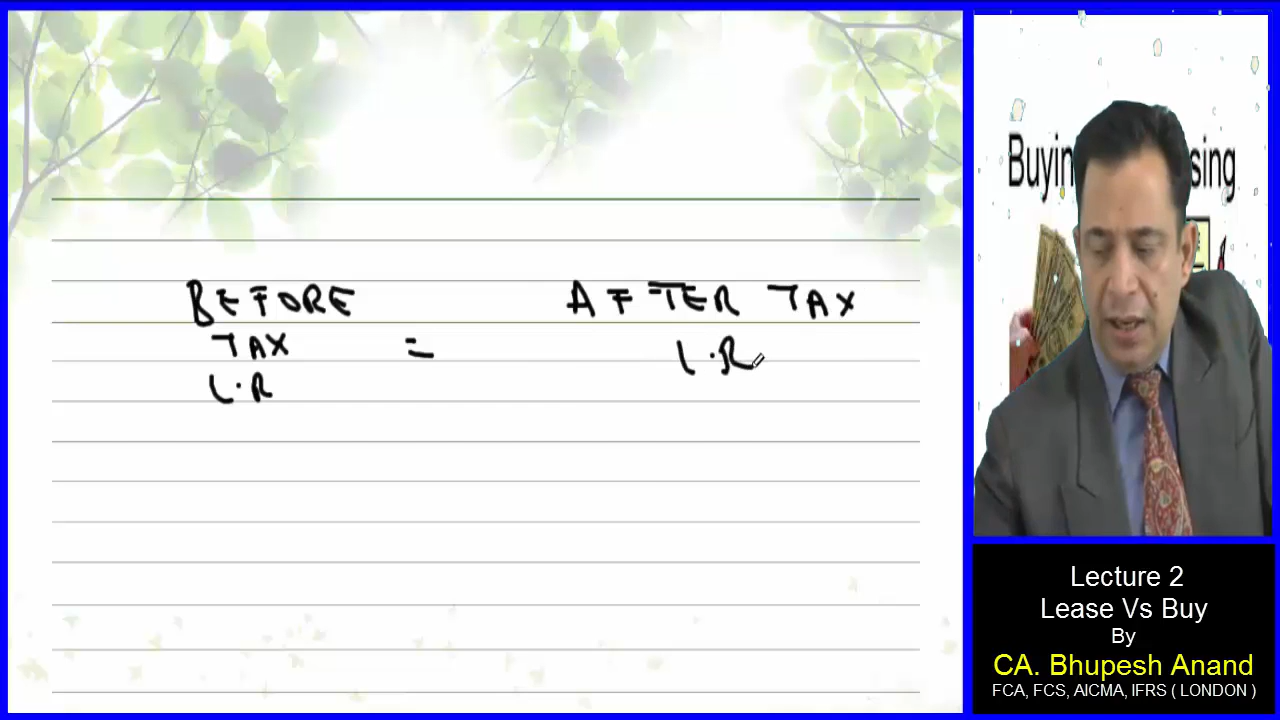 BEFORE
TAX
L.R
=
AFTER TAX
L.R
Lecture 2
Lease Vs Buy
By
CA. Bhupesh Anand
FCA, FCS, AICMA, IFRS ( LONDON )